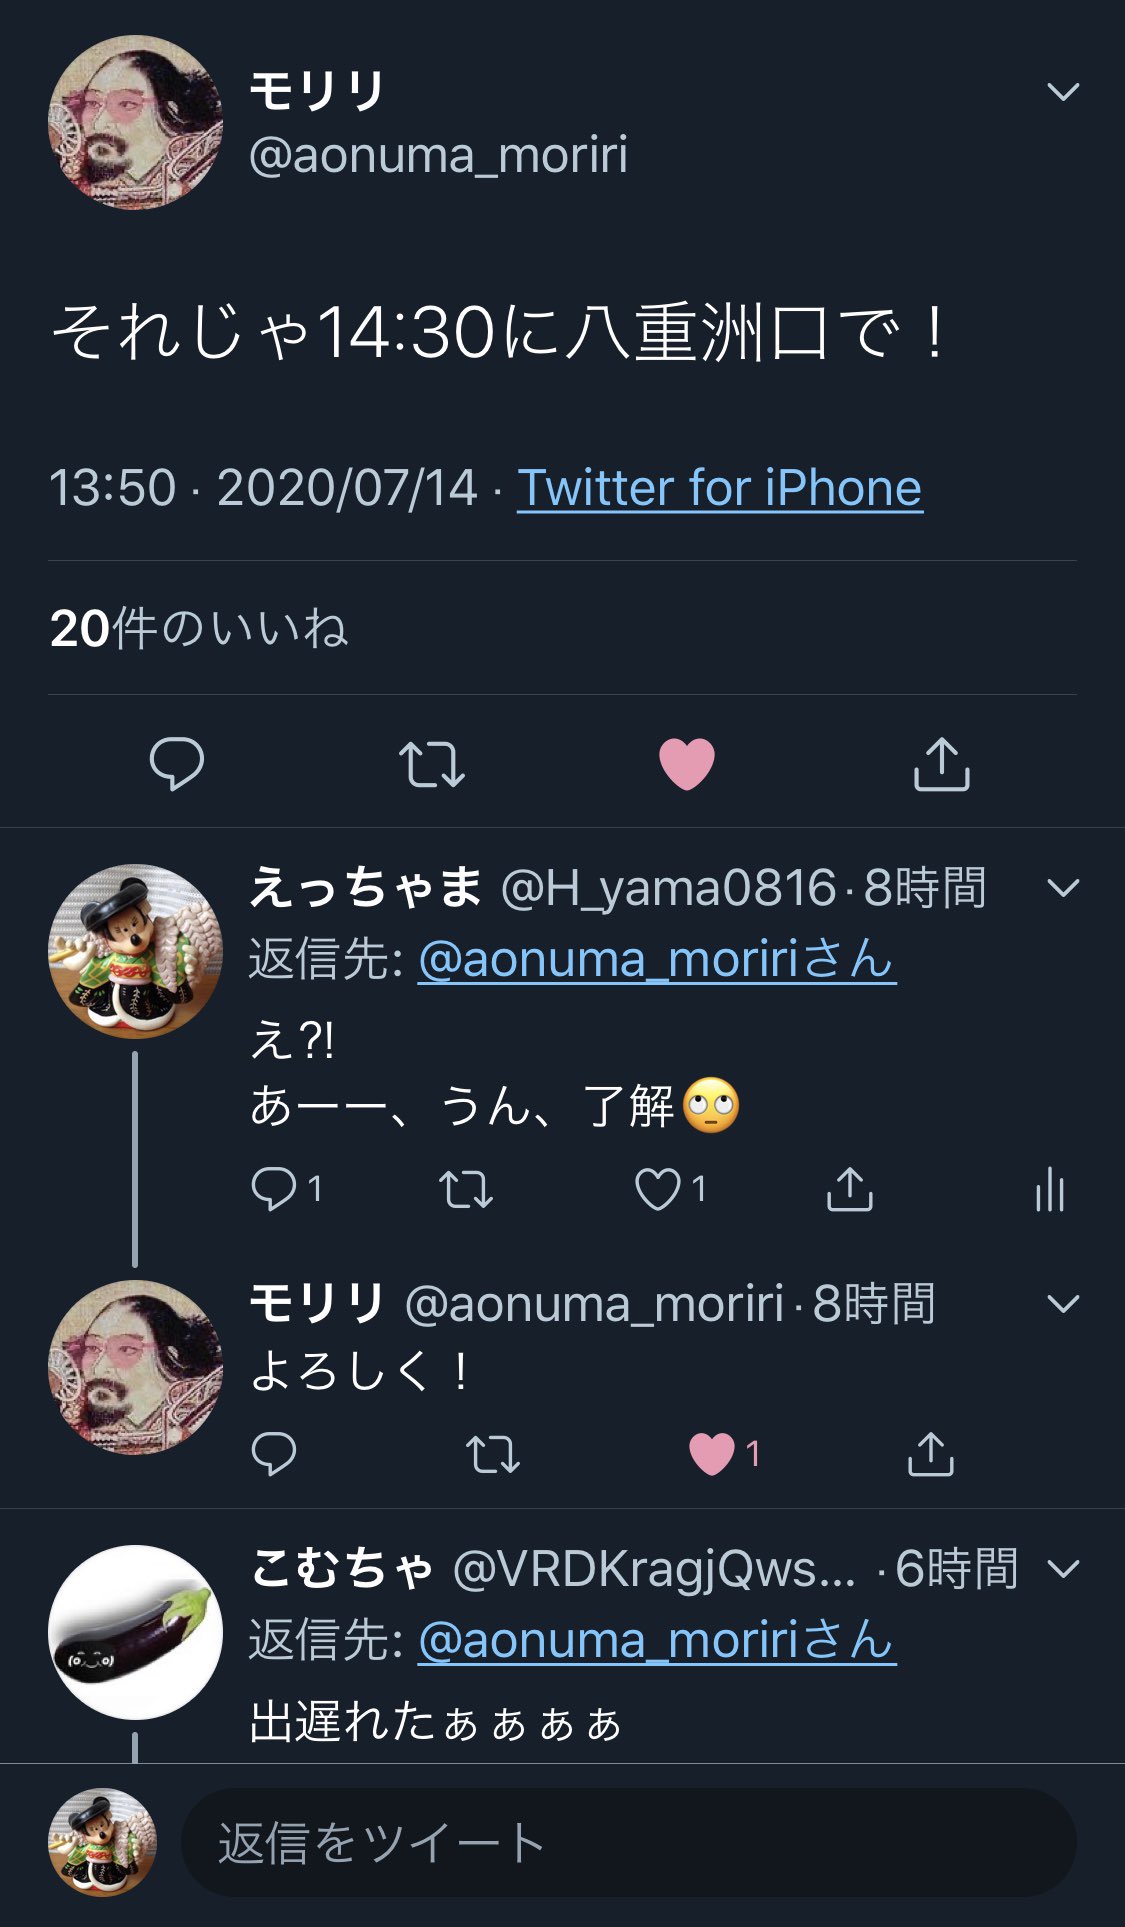 モリリ
@aonuma_moriri
それじゃ14:30に八重洲口で！
13:50 · 2020/07/14 · Twitter for iPhone
20件のいいね
えっちゃま @H_yama0816 · 8時間
返信先: @aonuma_moririさん
え?!
あーー、うん、了解🙄
1 1
モリリ @aonuma_moriri · 8時間
よろしく！
1
こむちゃ @VRDKragjQws... · 6時間
返信先: @aonuma_moririさん
出遅れたぁぁぁぁ
返信をツイート